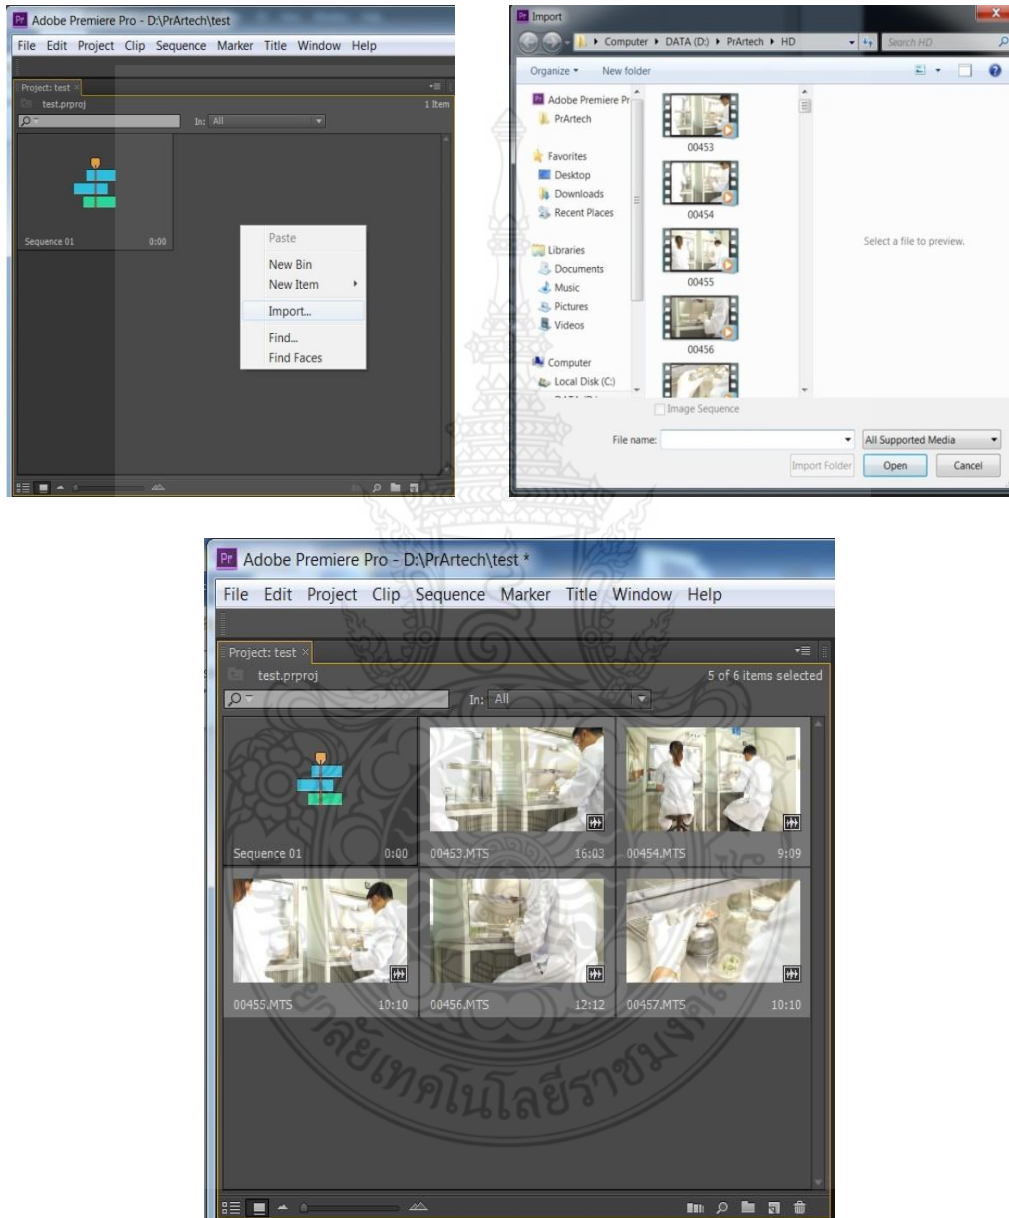 Adobe Premiere Pro - D:\PrArtech\test
File Edit Project Clip Sequence Marker Title Window Help
Project: test ×
test.prproj
1 Item
In: All
Sequence 01 0:00
Paste
New Bin
New Item
Import...
Find...
Find Faces
Import
Computer DATA (D:) PrArtech HD
Search HD
Organize New folder
Adobe Premiere Pr
PrArtech
Favorites
Desktop
Downloads
Recent Places
Libraries
Documents
Music
Pictures
Videos
Computer
Local Disk (C:)
00453
00454
00455
00456
Select a file to preview.
Image Sequence
File name:
All Supported Media
Import Folder Open Cancel
Adobe Premiere Pro - D:\PrArtech\test *
File Edit Project Clip Sequence Marker Title Window Help
Project: test ×
test.prproj
5 of 6 items selected
In: All
Sequence 01 0:00
00453.MTS 16:03
00454.MTS 9:09
00455.MTS 10:10
00456.MTS 12:12
00457.MTS 10:10